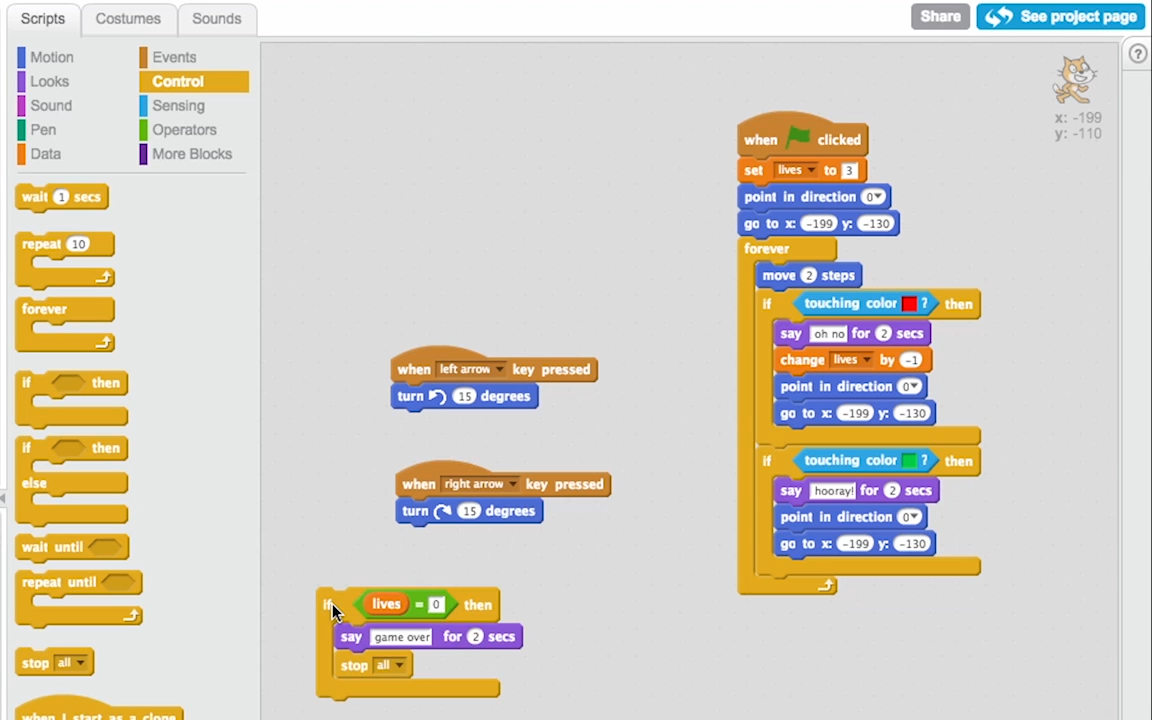 Scripts Costumes Sounds
Share See project page
Motion Events
Looks Control
Sound Sensing
Pen Operators
Data More Blocks
wait 1 secs
repeat 10
forever
if then
if then
else
wait until
repeat until
stop all
when I start as a clone
when left arrow key pressed
turn 15 degrees
when right arrow key pressed
turn 15 degrees
if lives = 0 then
say game over for 2 secs
stop all
when clicked
set lives to 3
point in direction 0
go to x: -199 y: -130
forever
move 2 steps
if touching color ? then
say oh no for 2 secs
change lives by -1
point in direction 0
go to x: -199 y: -130
if touching color ? then
say hooray! for 2 secs
point in direction 0
go to x: -199 y: -130
x: -199
y: -110
?